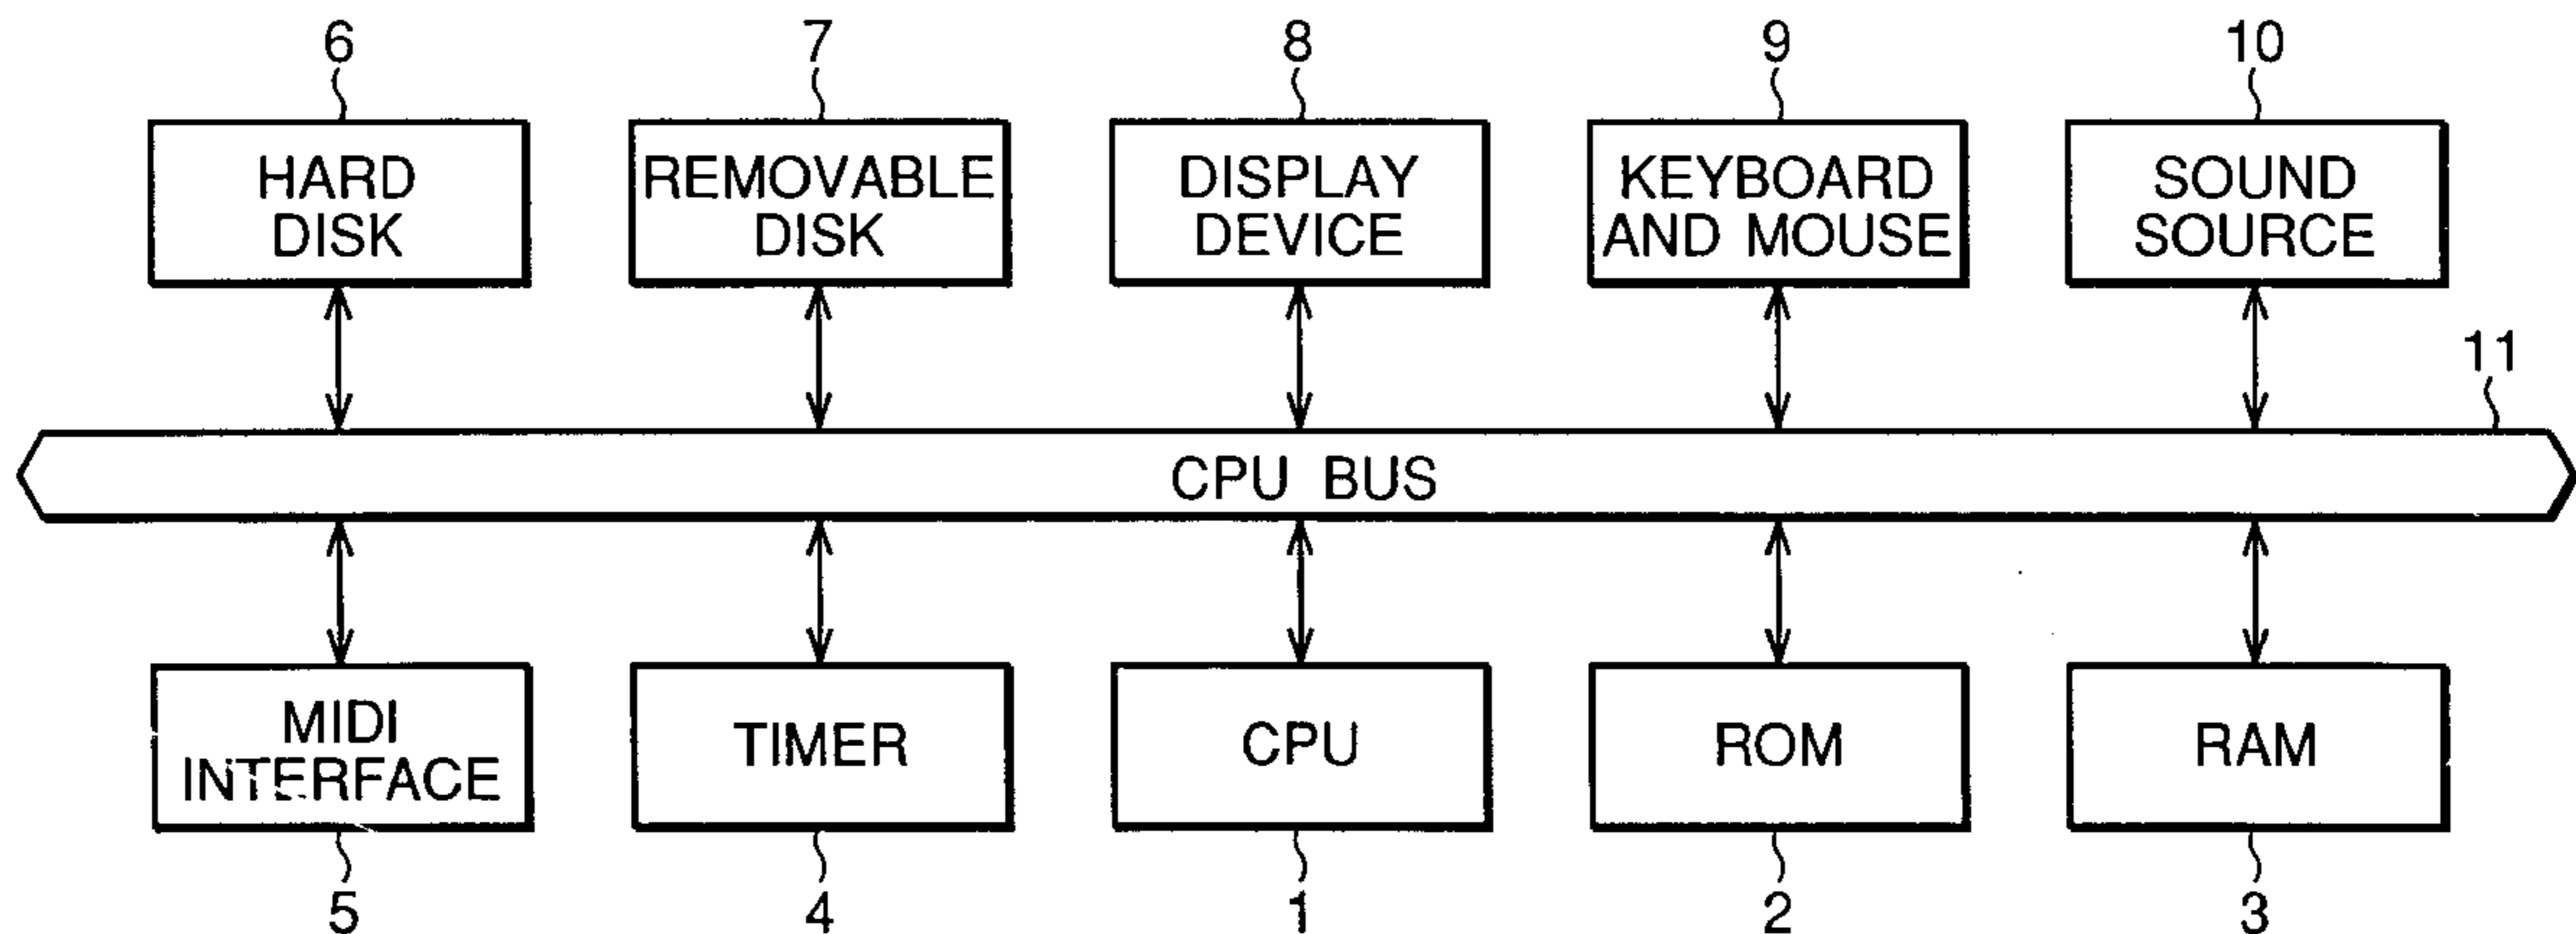 6 7 8 9 10
HARD DISK
REMOVABLE DISK
DISPLAY DEVICE
KEYBOARD AND MOUSE
SOUND SOURCE
11
CPU BUS
MIDI INTERFACE
TIMER
CPU
ROM
RAM
5 4 1 2 3